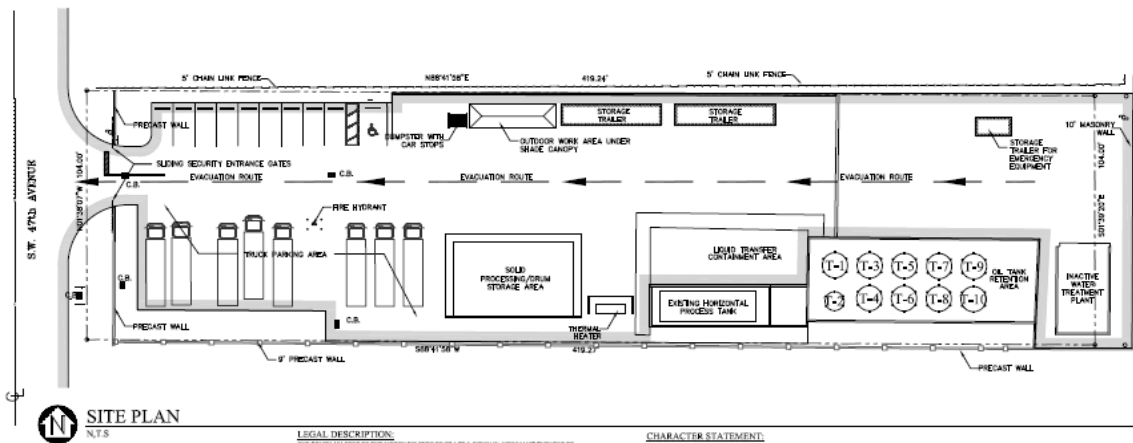 5' CHAIN LINK FENCE
N88°41'58"E
419.24'
5' CHAIN LINK FENCE
PRECAST WALL
DUMPSTER WITH
CAR STOPS
OUTDOOR WORK AREA UNDER
SHADE CANOPY
STORAGE
TRAILER
STORAGE
TRAILER
10" MASONRY
WALL
STORAGE
TRAILER FOR
EMERGENCY
EQUIPMENT
SLIDING SECURITY ENTRANCE GATES
EVACUATION ROUTE
C.B.
C.B.
EVACUATION ROUTE
EVACUATION ROUTE
EVACUATION ROUTE
104.00'
104.00'
S.W. 47th AVENUE
FIRE HYDRANT
TRUCK PARKING AREA
SOLID
PROCESSING/DRUM
STORAGE AREA
LIQUID TRANSFER
CONTAINMENT AREA
T-1 T-3 T-5 T-7 T-9
T-2 T-4 T-6 T-8 T-10
OIL TANK
RETENTION
AREA
INACTIVE
WATER
TREATMENT
PLANT
C.B.
C.B.
EXISTING HORIZONTAL
PROCESS TANK
THERMAL
HEATER
PRECAST WALL
9' PRECAST WALL
S88°41'58"W
419.27'
PRECAST WALL
N
SITE PLAN
N.T.S
LEGAL DESCRIPTION:
CHARACTER STATEMENT: